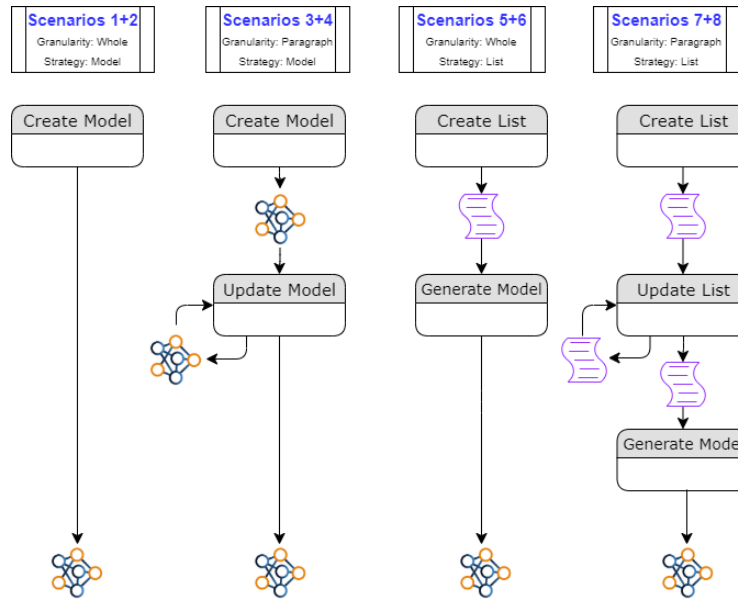 Scenarios 1+2
Granularity: Whole
Strategy: Model
Scenarios 3+4
Granularity: Paragraph
Strategy: Model
Scenarios 5+6
Granularity: Whole
Strategy: List
Scenarios 7+8
Granularity: Paragraph
Strategy: List
Create Model
Create Model
Create List
Create List
Update Model
Generate Model
Update List
Generate Mode